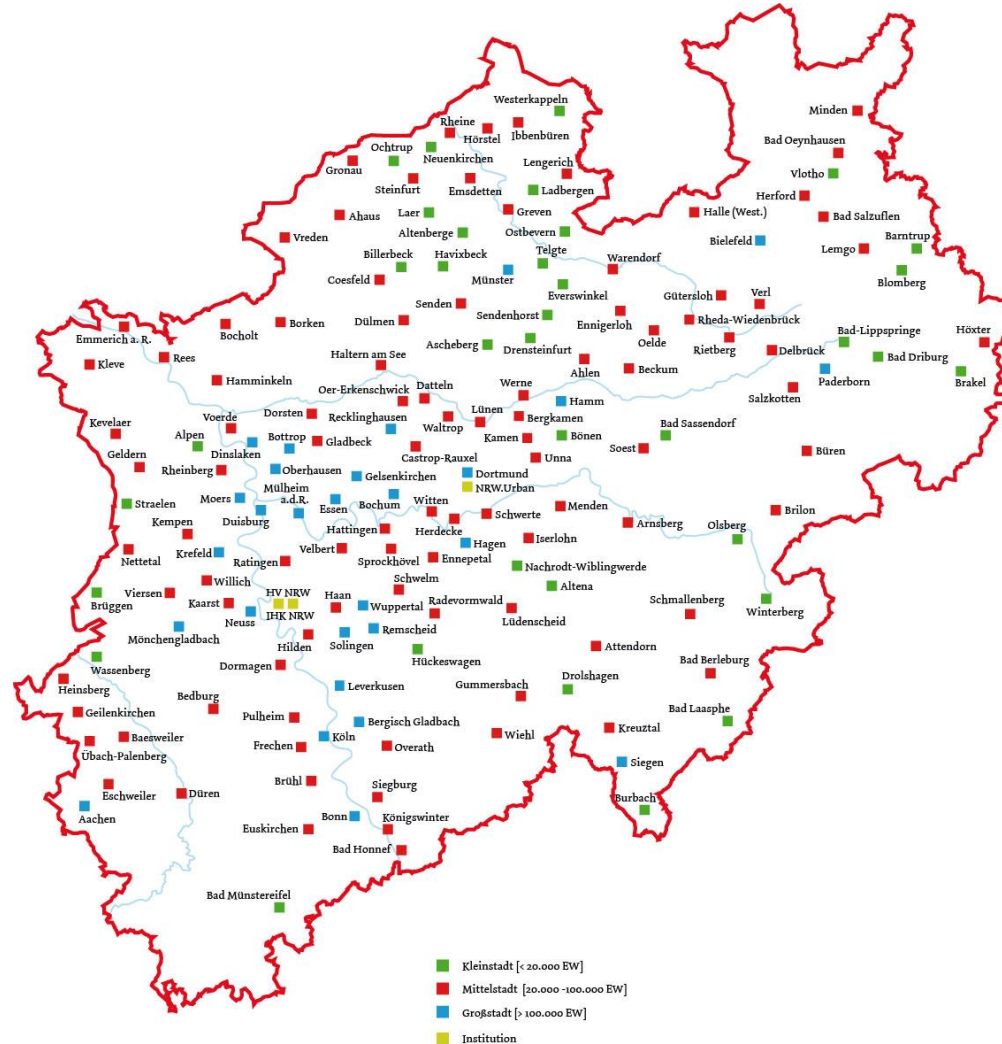 Westerkappeln
Minden
Rheine
Hörstel
Ibbenbüren
Ochtrup
Neuenkirchen
Bad Oeynhausen
Gronau
Lengerich
Vlotho
Steinfurt
Emsdetten
Ladbergen
Herford
Ahaus
Laer
Greven
Halle (West.)
Bad Salzuflen
Vreden
Altenberge
Ostbevern
Bielefeld
Barntrup
Billerbeck
Havixbeck
Telgte
Lemgo
Münster
Warendorf
Coesfeld
Everswinkel
Blomberg
Senden
Gütersloh
Verl
Sendenhorst
Emmerich a. R.
Bocholt
Borken
Dülmen
Ennigerloh
Rheda-Wiedenbrück
Oelde
Rietberg
Bad-Lippspringe
Höxter
Kleve
Rees
Ascheberg
Drensteinfurt
Delbrück
Bad Driburg
Haltern am See
Ahlen
Beckum
Paderborn
Brakel
Hamminkeln
Oer-Erkenschwick
Datteln
Werne
Hamm
Salzkotten
Voerde
Dorsten
Recklinghausen
Waltrop
Lünen
Bergkamen
Bad Sassendorf
Kevelaer
Alpen
Gladbeck
Kamen
Bönen
Dinslaken
Bottrop
Castrop-Rauxel
Unna
Soest
Büren
Geldern
Rheinberg
Oberhausen
Gelsenkirchen
Dortmund
NRW.Urban
Straelen
Moers
Mülheim
a.d.R.
Essen
Bochum
Witten
Menden
Brilon
Kempen
Duisburg
Hattingen
Herdecke
Schwerte
Arnsberg
Olsberg
Krefeld
Velbert
Hagen
Iserlohn
Nettetal
Ratingen
Sprockhövel
Ennepetal
Nachrodt-Wiblingwerde
Willich
Schwelm
Altena
Brüggen
Viersen
Kaarst
HV NRW
IHK NRW
Haan
Wuppertal
Radevormwald
Schmallenberg
Winterberg
Neuss
Lüdenscheid
Mönchengladbach
Hilden
Solingen
Remscheid
Wassenberg
Dormagen
Hückeswagen
Attendorn
Heinsberg
Bad Berleburg
Bedburg
Leverkusen
Gummersbach
Drolshagen
Geilenkirchen
Pulheim
Bergisch Gladbach
Bad Laasphe
Baesweiler
Köln
Wiehl
Kreuztal
Übach-Palenberg
Frechen
Overath
Siegen
Eschweiler
Brühl
Siegburg
Burbach
Aachen
Düren
Bonn
Königswinter
Euskirchen
Bad Honnef
Bad Münstereifel
Kleinstadt [< 20.000 EW]
Mittelstadt [20.000 -100.000 EW]
Großstadt [> 100.000 EW]
Institution